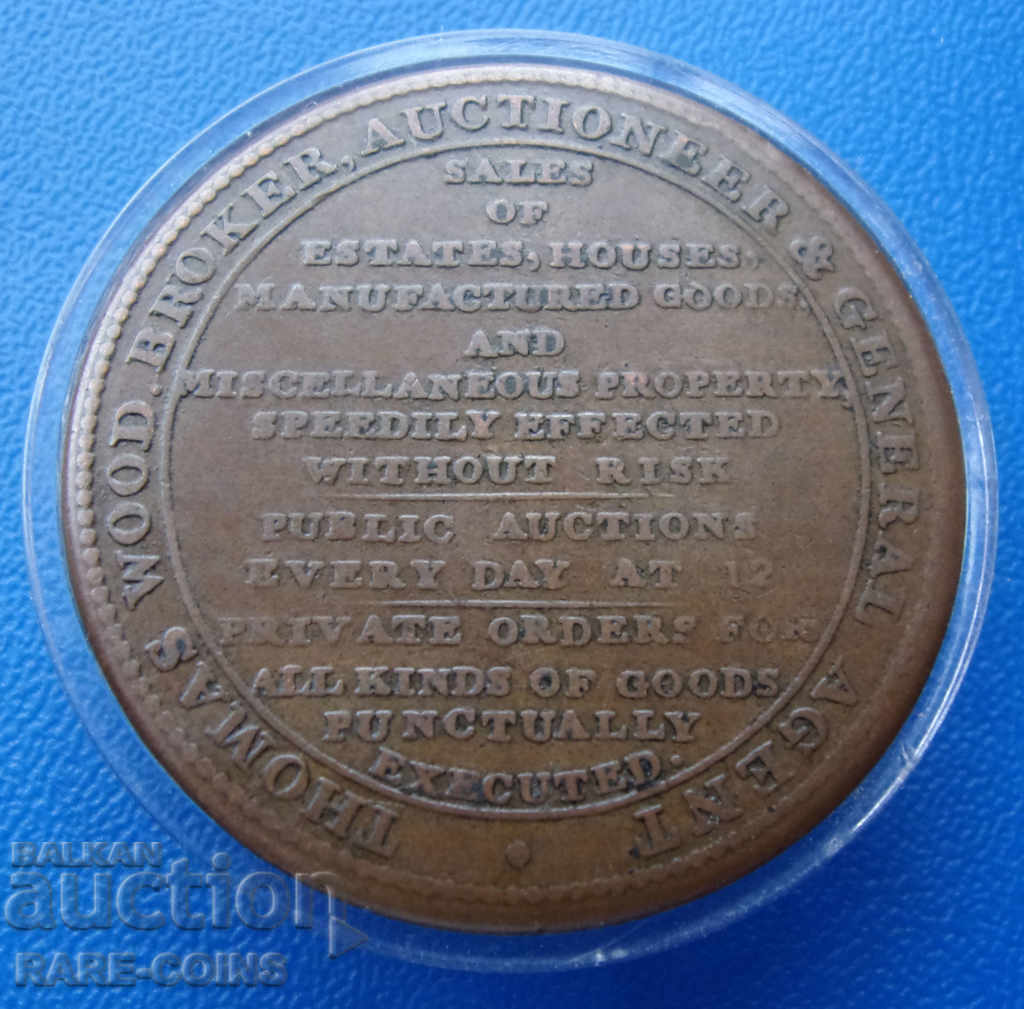 THOMAS WOOD. BROKER, AUCTIONEER & GENERAL AGENT
SALES
OF
ESTATES, HOUSES,
MANUFACTURED GOODS,
AND
MISCELLANEOUS PROPERTY,
SPEEDILY EFFECTED
WITHOUT RISK
PUBLIC AUCTIONS
EVERY DAY AT 12
PRIVATE ORDERS FOR
ALL KINDS OF GOODS
PUNCTUALLY
EXECUTED.
BALKAN
auction
RARE-COINS